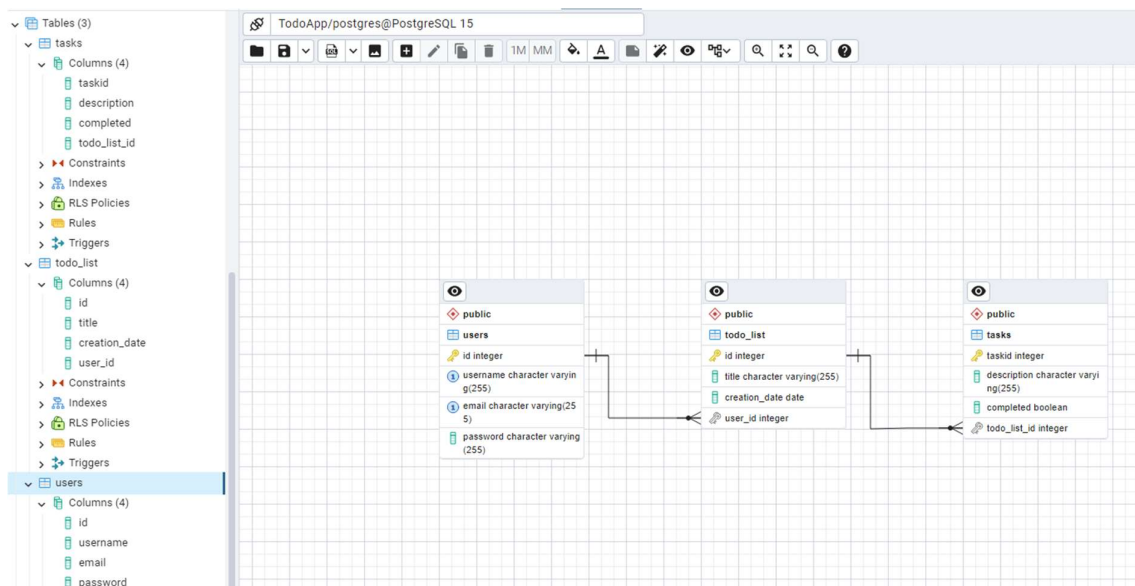 Tables (3)
tasks
Columns (4)
taskid
description
completed
todo_list_id
Constraints
Indexes
RLS Policies
Rules
Triggers
todo_list
Columns (4)
id
title
creation_date
user_id
Constraints
Indexes
RLS Policies
Rules
Triggers
users
Columns (4)
id
username
email
password
TodoApp/postgres@PostgreSQL 15
SQL
1M MM
A
public
users
id integer
1 username character varyin
g(255)
1 email character varying(25
5)
password character varying
(255)
public
todo_list
id integer
title character varying(255)
creation_date date
user_id integer
public
tasks
taskid integer
description character varyi
ng(255)
completed boolean
todo_list_id integer